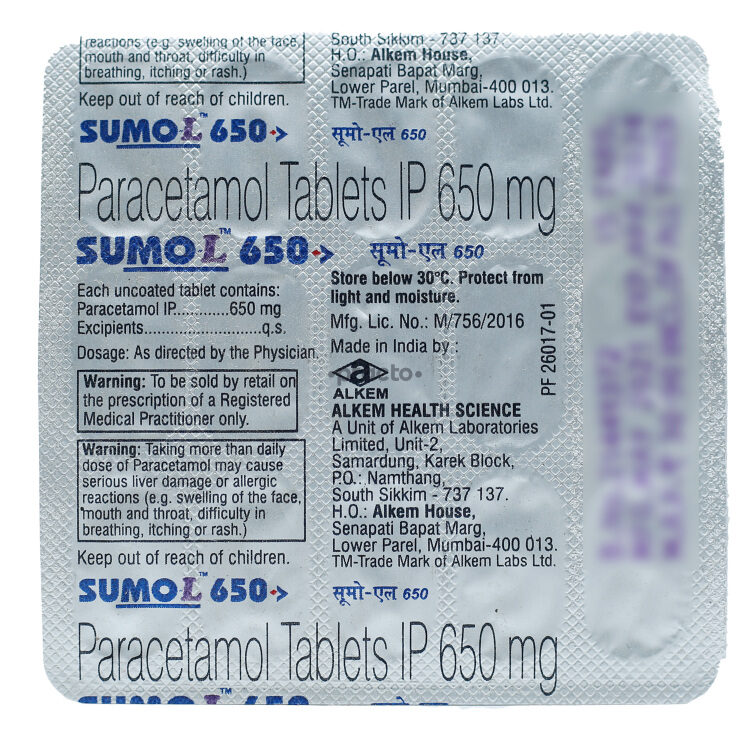 reactions (e.g. swelling of the face,
mouth and throat, difficulty in
breathing, itching or rash.)
Keep out of reach of children.
SUMO L™ 650
Paracetamol Tablets IP 650 mg
SUMO L™ 650
Each uncoated tablet contains:
Paracetamol IP............650 mg
Excipients..........................q.s.
Dosage: As directed by the Physician.
Warning: To be sold by retail on
the prescription of a Registered
Medical Practitioner only.
Warning: Taking more than daily
dose of Paracetamol may cause
serious liver damage or allergic
reactions (e.g. swelling of the face,
mouth and throat, difficulty in
breathing, itching or rash.)
Keep out of reach of children.
SUMO L™ 650
Paracetamol Tablets IP 650 mg
SUMO L™ 650
South Sikkim - 737 137.
H.O.: Alkem House,
Senapati Bapat Marg,
Lower Parel, Mumbai-400 013.
TM-Trade Mark of Alkem Labs Ltd.
सूमो-एल 650
सूमो-एल 650
Store below 30°C. Protect from
light and moisture.
Mfg. Lic. No.: M/756/2016
Made in India by :
a
practo
ALKEM
ALKEM HEALTH SCIENCE
A Unit of Alkem Laboratories
Limited, Unit-2,
Samardung, Karek Block,
P.O.: Namthang,
South Sikkim - 737 137.
H.O.: Alkem House,
Senapati Bapat Marg,
Lower Parel, Mumbai-400 013.
TM-Trade Mark of Alkem Labs Ltd.
सूमो-एल 650
सूमो-एल 650
PF 26017-01